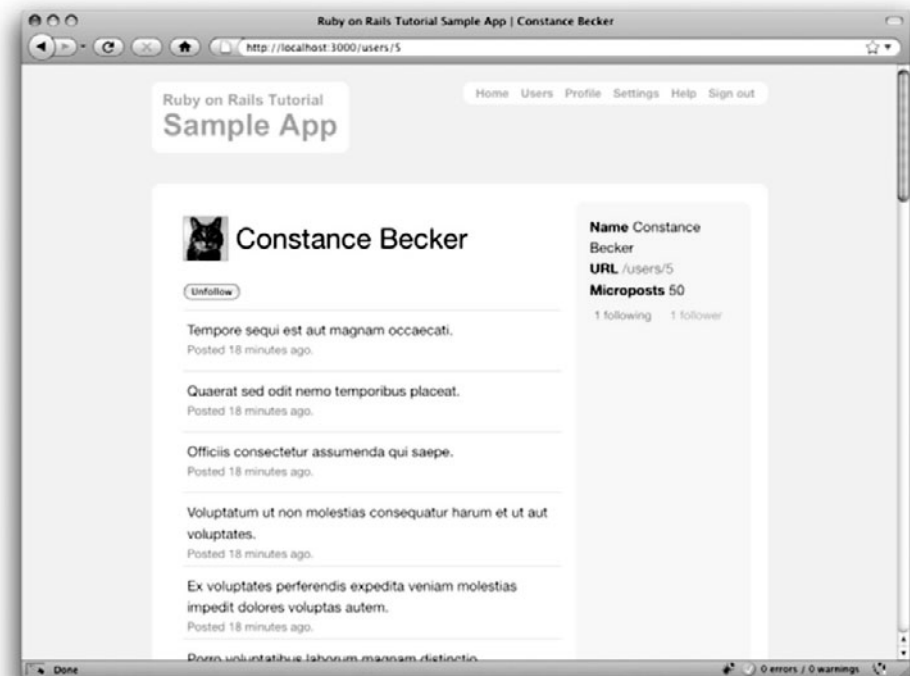 Ruby on Rails Tutorial Sample App | Constance Becker
http://localhost:3000/users/5
Ruby on Rails Tutorial
Sample App
Home Users Profile Settings Help Sign out
Constance Becker
Unfollow
Tempore sequi est aut magnam occaecati.
Posted 18 minutes ago.
Quaerat sed odit nemo temporibus placeat.
Posted 18 minutes ago.
Officiis consectetur assumenda qui saepe.
Posted 18 minutes ago.
Voluptatum ut non molestias consequatur harum et ut aut
voluptates.
Posted 18 minutes ago.
Ex voluptates perferendis expedita veniam molestias
impedit dolores voluptas autem.
Posted 18 minutes ago.
Porro voluptatibus laborum magnam distinctio
Name Constance
Becker
URL /users/5
Microposts 50
1 following 1 follower
Done
0 errors / 0 warnings